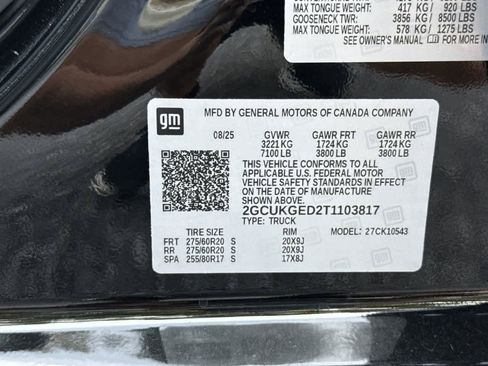 MAX TONGUE WEIGHT: 417 KG / 920 LBS
GOOSENECK TWR: 3856 KG / 8500 LBS
MAX TONGUE WEIGHT: 578 KG / 1275 LBS
SEE OWNER'S MANUAL FOR MORE IN
gm
MFD BY GENERAL MOTORS OF CANADA COMPANY
08/25 GVWR GAWR FRT GAWR RR
3221 KG 1724 KG 1724 KG
7100 LB 3800 LB 3800 LB
THIS VEHICLE CONFORMS TO ALL
APPLICABLE U.S. FEDERAL MOTOR
VEHICLE SAFETY, BUMPER, AND THEFT
PREVENTION STANDARDS IN EFFECT ON
THE DATE OF MANUFACTURE
SHOWN ABOVE.
2GCUKGED2T1103817
TYPE: TRUCK MODEL: 27CK10543
TIRE SIZE RIM
FRT 275/60R20 S 20X9J
RR 275/60R20 S 20X9J
SPA 255/80R17 S 17X8J